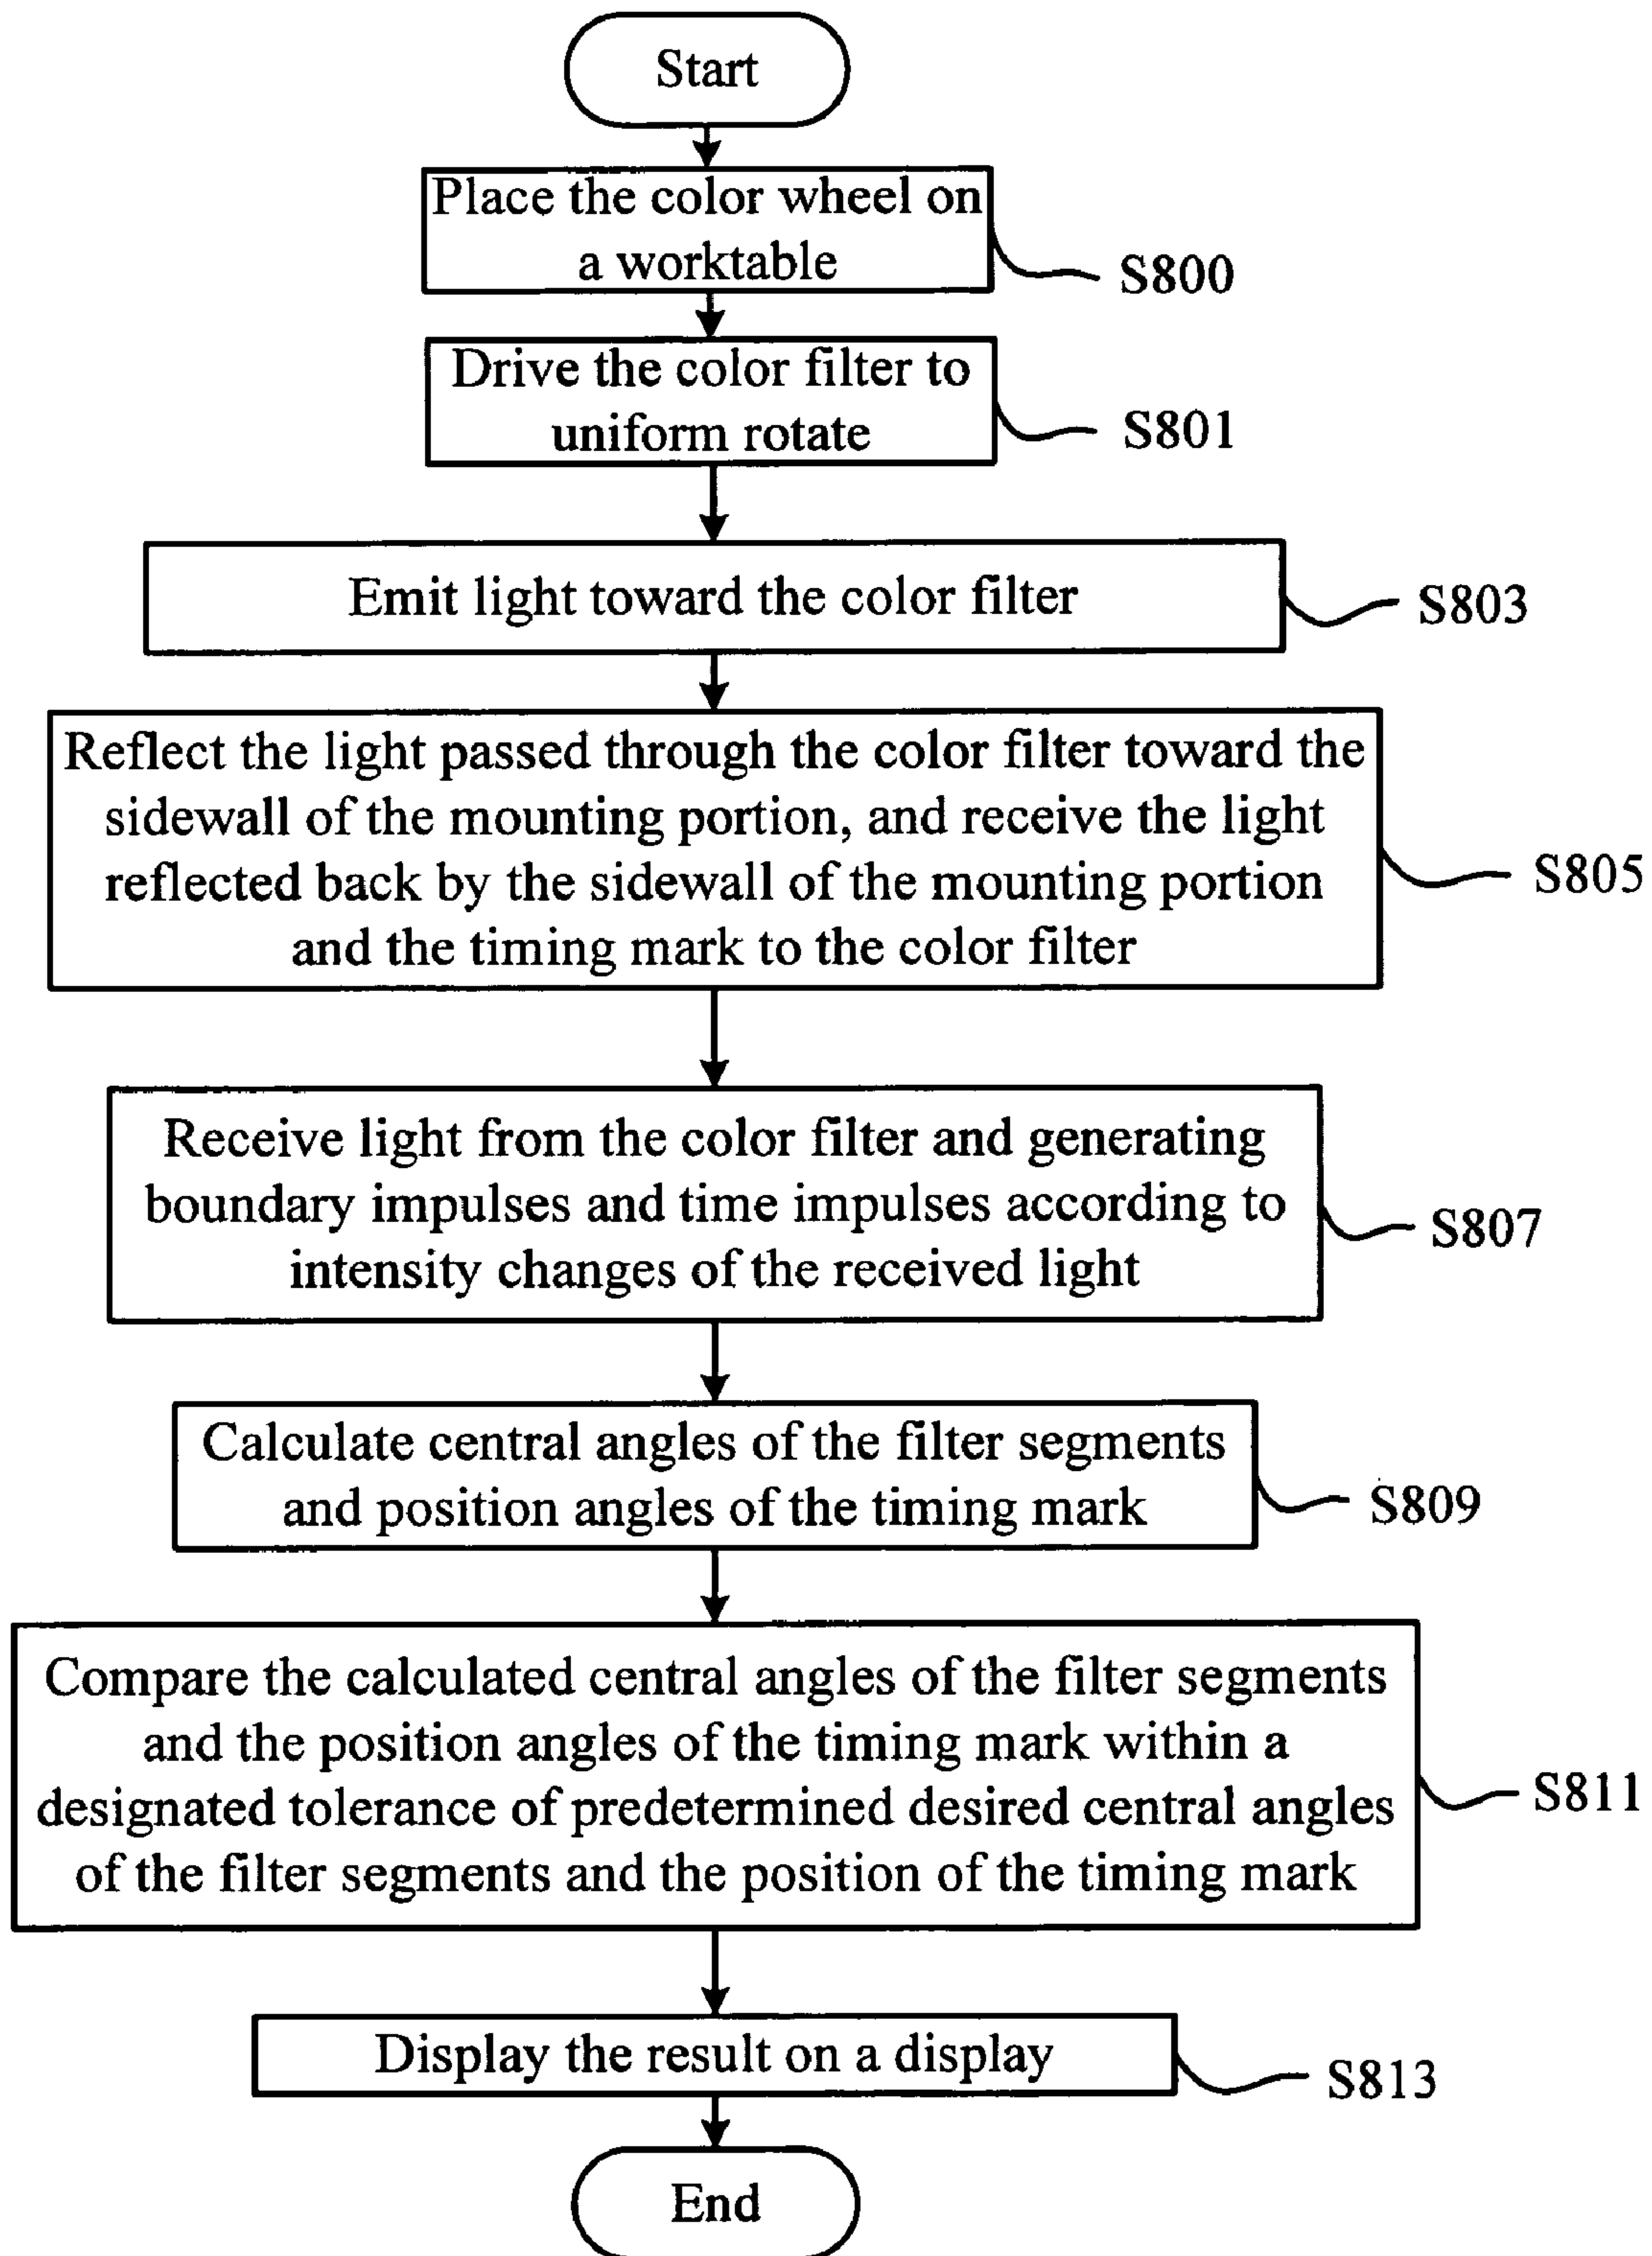 Start
Place the color wheel on
a worktable
S800
Drive the color filter to
uniform rotate
S801
Emit light toward the color filter
S803
Reflect the light passed through the color filter toward the
sidewall of the mounting portion, and receive the light
reflected back by the sidewall of the mounting portion
and the timing mark to the color filter
S805
Receive light from the color filter and generating
boundary impulses and time impulses according to
intensity changes of the received light
S807
Calculate central angles of the filter segments
and position angles of the timing mark
S809
Compare the calculated central angles of the filter segments
and the position angles of the timing mark within a
designated tolerance of predetermined desired central angles
of the filter segments and the position of the timing mark
S811
Display the result on a display
S813
End